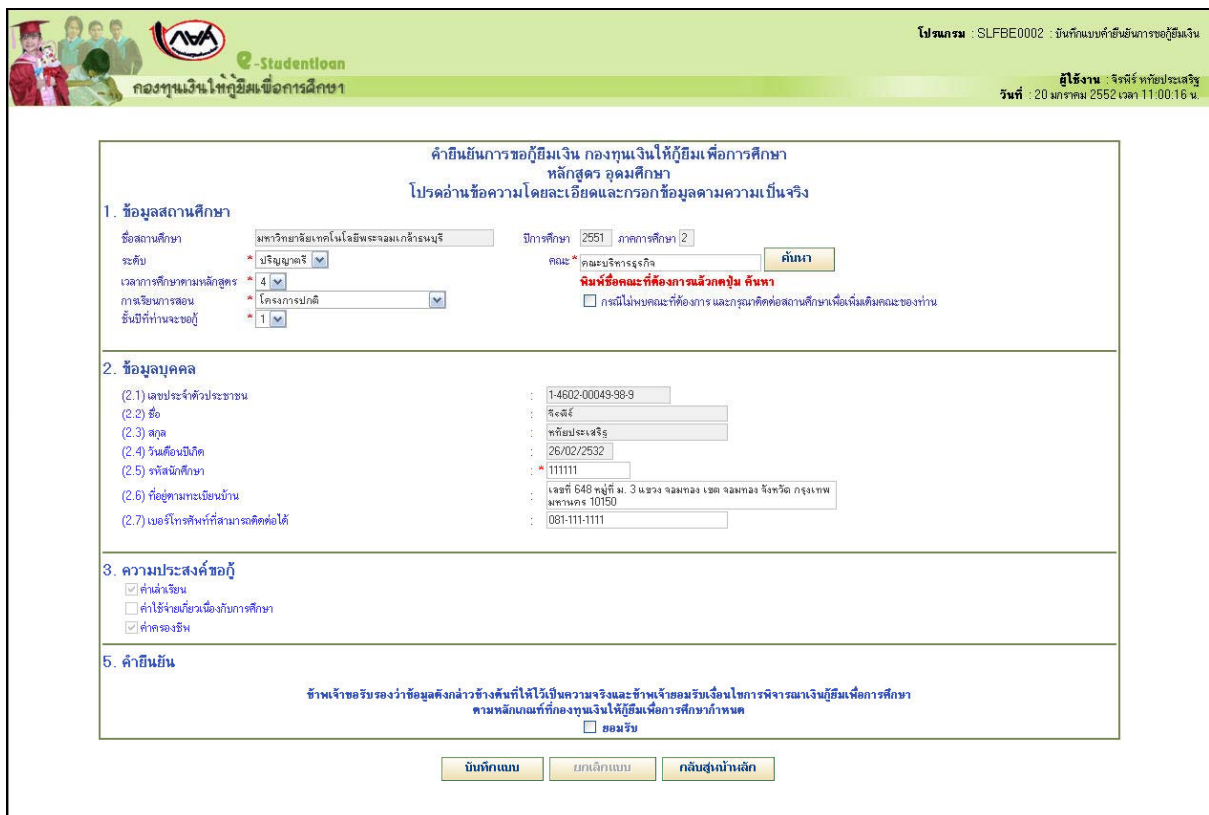 กยศ
e-Studentloan
กองทุนเงินให้กู้ยืมเพื่อการศึกษา
โปรแกรม : SLFBE0002 : บันทึกแบบคำยืนยันการขอกู้ยืมเงิน
ผู้ใช้งาน : จิรพีร์ หทัยประเสริฐ
วันที่ : 20 มกราคม 2552 เวลา 11:00:16 น.
คำยืนยันการขอกู้ยืมเงิน กองทุนเงินให้กู้ยืมเพื่อการศึกษา
หลักสูตร อุดมศึกษา
โปรดอ่านข้อความโดยละเอียดและกรอกข้อมูลตามความเป็นจริง
1. ข้อมูลสถานศึกษา
ชื่อสถานศึกษา มหาวิทยาลัยเทคโนโลยีพระจอมเกล้าธนบุรี ปีการศึกษา 2551 ภาคการศึกษา 2
ระดับ * ปริญญาตรี คณะ * คณะบริหารธุรกิจ ค้นหา
เวลาการศึกษาตามหลักสูตร * 4 พิมพ์ชื่อคณะที่ต้องการแล้วกดปุ่ม ค้นหา
การเรียนการสอน * โครงการปกติ กรณีไม่พบคณะที่ต้องการ และกรุณาติดต่อสถานศึกษาเพื่อเพิ่มเติมคณะของท่าน
ชั้นปีที่ท่านจะขอกู้ * 1
2. ข้อมูลบุคคล
(2.1) เลขประจำตัวประชาชน : 1-4602-00049-98-9
(2.2) ชื่อ : จิรพีร์
(2.3) สกุล : หทัยประเสริฐ
(2.4) วันเดือนปีเกิด : 26/02/2532
(2.5) รหัสนักศึกษา : * 111111
(2.6) ที่อยู่ตามทะเบียนบ้าน : เลขที่ 648 หมู่ที่ ม. 3 แขวง จอมทอง เขต จอมทอง จังหวัด กรุงเทพ
มหานคร 10150
(2.7) เบอร์โทรศัพท์ที่สามารถติดต่อได้ : 081-111-1111
3. ความประสงค์ขอกู้
ค่าเล่าเรียน
ค่าใช้จ่ายเกี่ยวเนื่องกับการศึกษา
ค่าครองชีพ
5. คำยืนยัน
ข้าพเจ้าขอรับรองว่าข้อมูลดังกล่าวข้างต้นที่ให้ไว้เป็นความจริงและข้าพเจ้ายอมรับเงื่อนไขการพิจารณาเงินกู้ยืมเพื่อการศึกษา
ตามหลักเกณฑ์ที่กองทุนเงินให้กู้ยืมเพื่อการศึกษากำหนด
ยอมรับ
บันทึกแบบ ยกเลิกแบบ กลับสู่หน้าหลัก